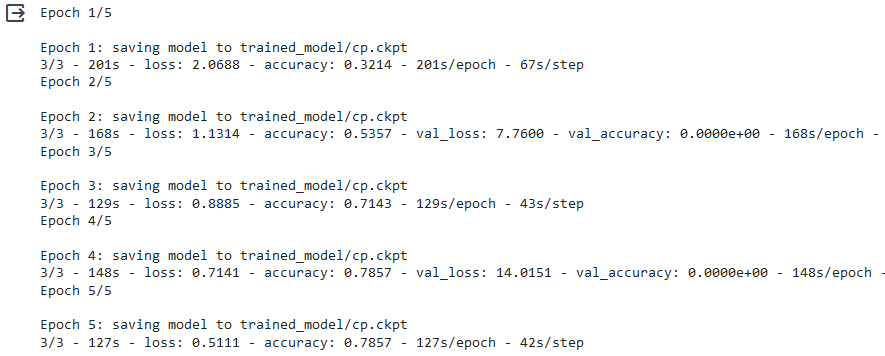 Epoch 1/5
Epoch 1: saving model to trained_model/cp.ckpt
3/3 - 201s - loss: 2.0688 - accuracy: 0.3214 - 201s/epoch - 67s/step
Epoch 2/5
Epoch 2: saving model to trained_model/cp.ckpt
3/3 - 168s - loss: 1.1314 - accuracy: 0.5357 - val_loss: 7.7600 - val_accuracy: 0.0000e+00 - 168s/epoch -
Epoch 3/5
Epoch 3: saving model to trained_model/cp.ckpt
3/3 - 129s - loss: 0.8885 - accuracy: 0.7143 - 129s/epoch - 43s/step
Epoch 4/5
Epoch 4: saving model to trained_model/cp.ckpt
3/3 - 148s - loss: 0.7141 - accuracy: 0.7857 - val_loss: 14.0151 - val_accuracy: 0.0000e+00 - 148s/epoch -
Epoch 5/5
Epoch 5: saving model to trained_model/cp.ckpt
3/3 - 127s - loss: 0.5111 - accuracy: 0.7857 - 127s/epoch - 42s/step